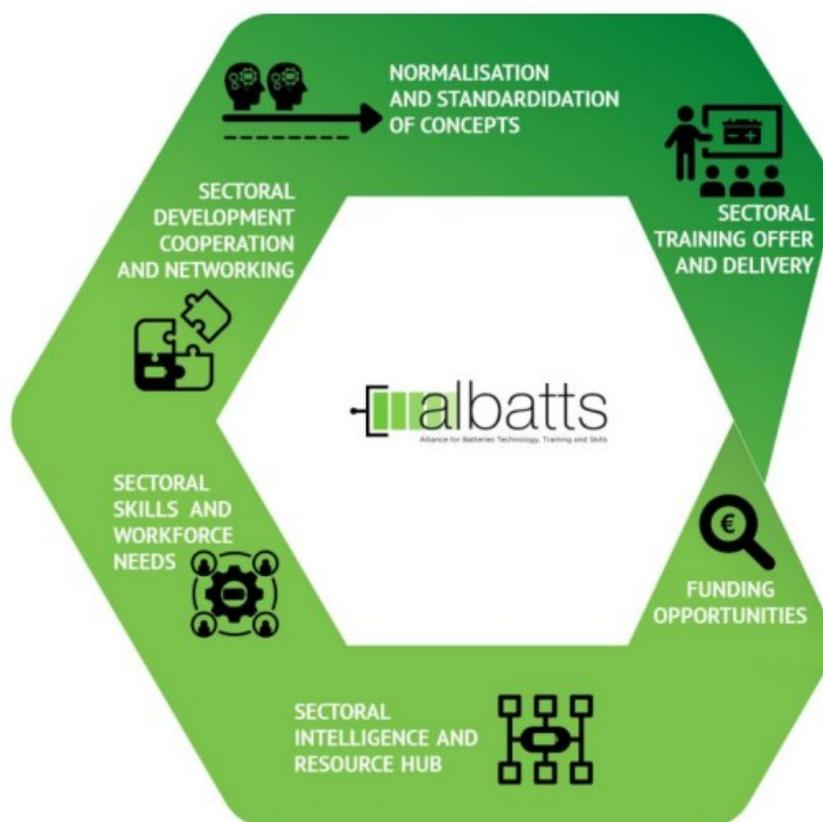 NORMALISATION
AND STANDARDIDATION
OF CONCEPTS
SECTORAL
TRAINING OFFER
AND DELIVERY
SECTORAL
DEVELOPMENT
COOPERATION
AND NETWORKING
albatts
Alliance for Batteries Technology, Training and Skills
SECTORAL
SKILLS AND
WORKFORCE
NEEDS
€
FUNDING
OPPORTUNITIES
SECTORAL
INTELLIGENCE AND
RESOURCE HUB